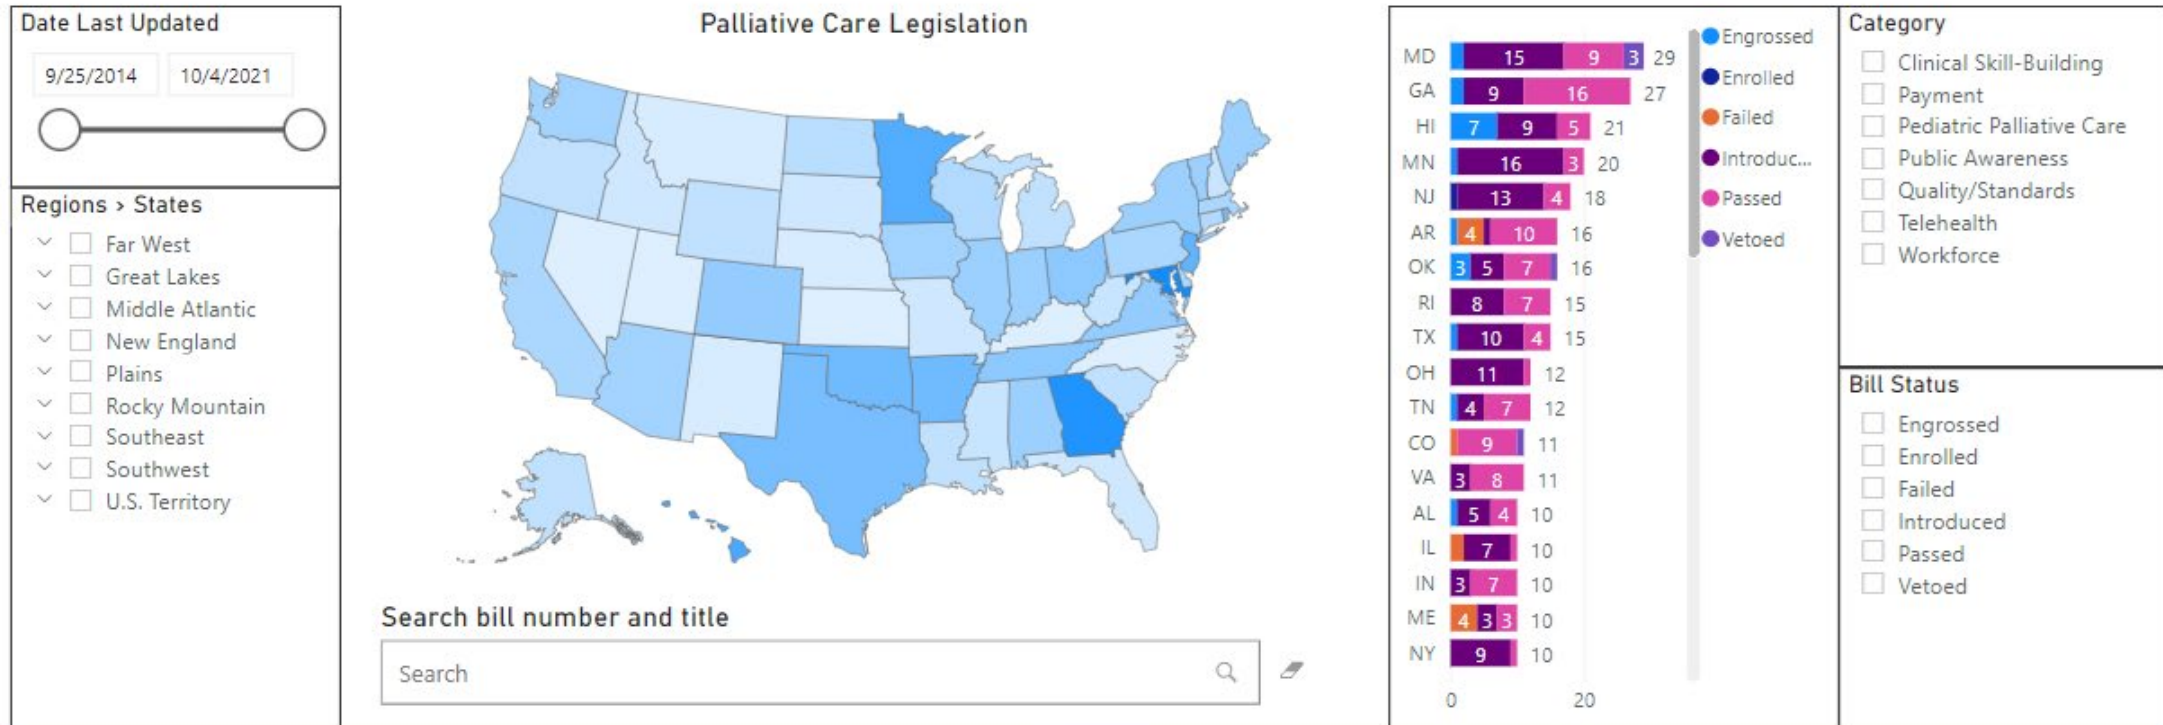 Date Last Updated
9/25/2014 10/4/2021
Regions > States
Far West
Great Lakes
Middle Atlantic
New England
Plains
Rocky Mountain
Southeast
Southwest
U.S. Territory
Palliative Care Legislation
Search bill number and title
Search
MD 15 9 3 29
GA 9 16 27
HI 7 9 5 21
MN 16 3 20
NJ 13 4 18
AR 4 10 16
OK 3 5 7 16
RI 8 7 15
TX 10 4 15
OH 11 12
TN 4 7 12
CO 9 11
VA 3 8 11
AL 5 4 10
IL 7 10
IN 3 7 10
ME 4 3 3 10
NY 9 10
0 20
Engrossed
Enrolled
Failed
Introduc...
Passed
Vetoed
Category
Clinical Skill-Building
Payment
Pediatric Palliative Care
Public Awareness
Quality/Standards
Telehealth
Workforce
Bill Status
Engrossed
Enrolled
Failed
Introduced
Passed
Vetoed